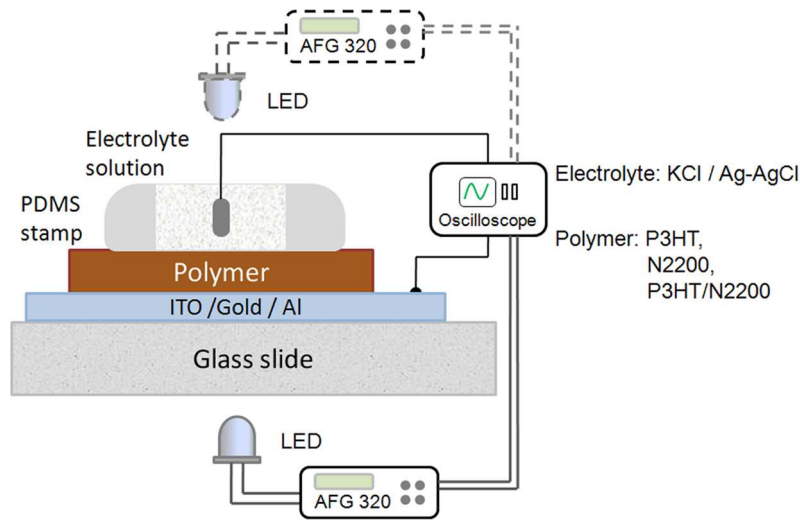 AFG 320
LED
Electrolyte
solution
PDMS
stamp
Oscilloscope
Electrolyte: KCl / Ag-AgCl
Polymer: P3HT,
N2200,
P3HT/N2200
Polymer
ITO /Gold / Al
Glass slide
LED
AFG 320